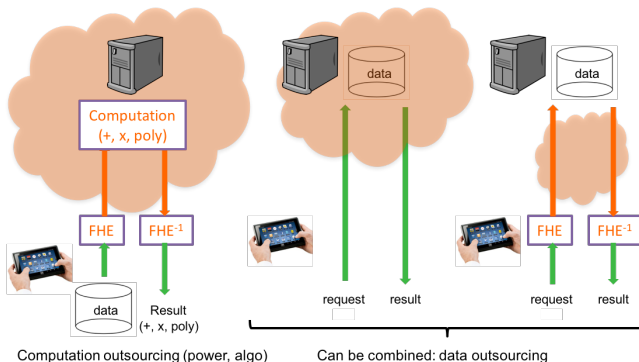 data
data
Computation
(+, x, poly)
FHE
FHE-1
FHE
FHE-1
data
Result
(+, x, poly)
request
result
request
result
Computation outsourcing (power, algo)
Can be combined: data outsourcing